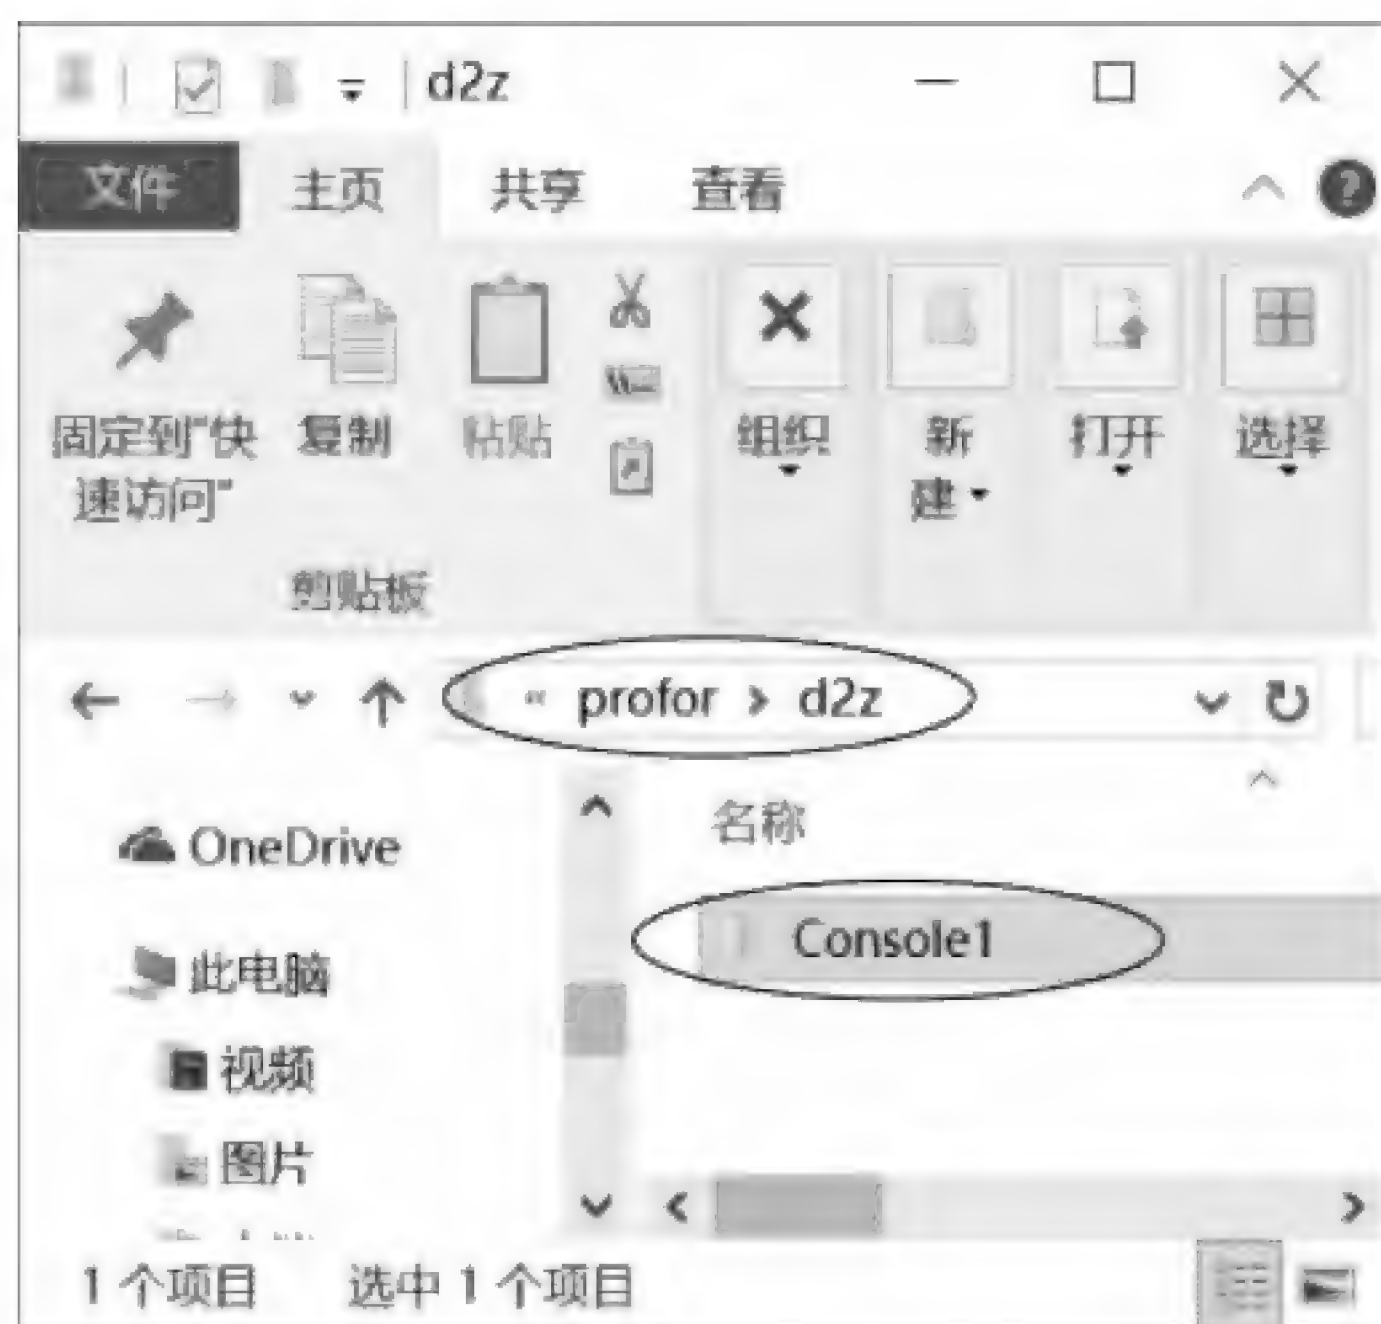 d2z
文件 主页 共享 查看
固定到"快 复制 粘贴 组织 新 打开 选择
速访问" 建
剪贴板
« profor > d2z
名称
OneDrive
Console1
此电脑
视频
图片
1 个项目 选中 1 个项目